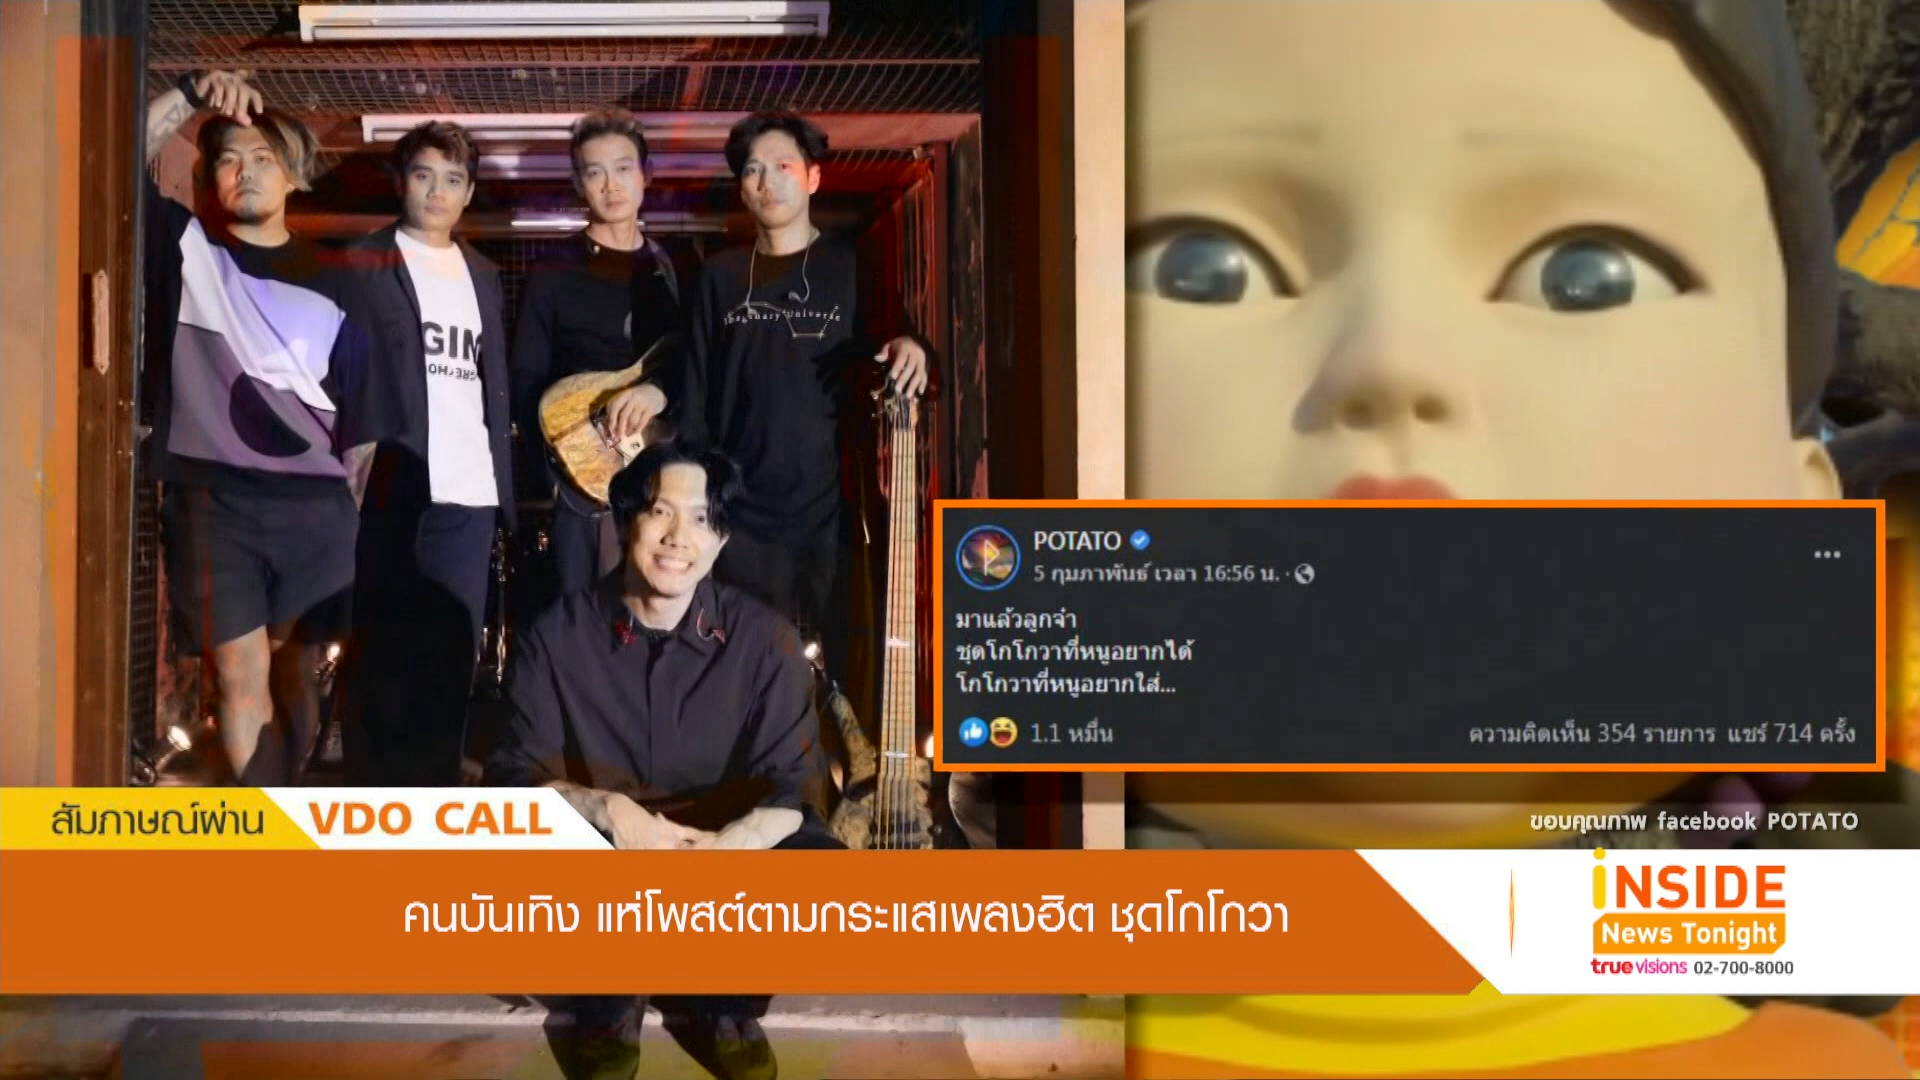 GIM
Imaginary Universe
POTATO
5 กุมภาพันธ์ เวลา 16:56 น. ·
มาแล้วลูกจ๋า
ชุดโกโกวาที่หนูอยากได้
โกโกวาที่หนูอยากใส่...
1.1 หมื่น
ความคิดเห็น 354 รายการ แชร์ 714 ครั้ง
สัมภาษณ์ผ่าน VDO CALL
ขอบคุณภาพ facebook POTATO
คนบันเทิง แห่โพสต์ตามกระแสเพลงฮิต ชุดโกโกวา
iNSIDE
News Tonight
truevisions 02-700-8000